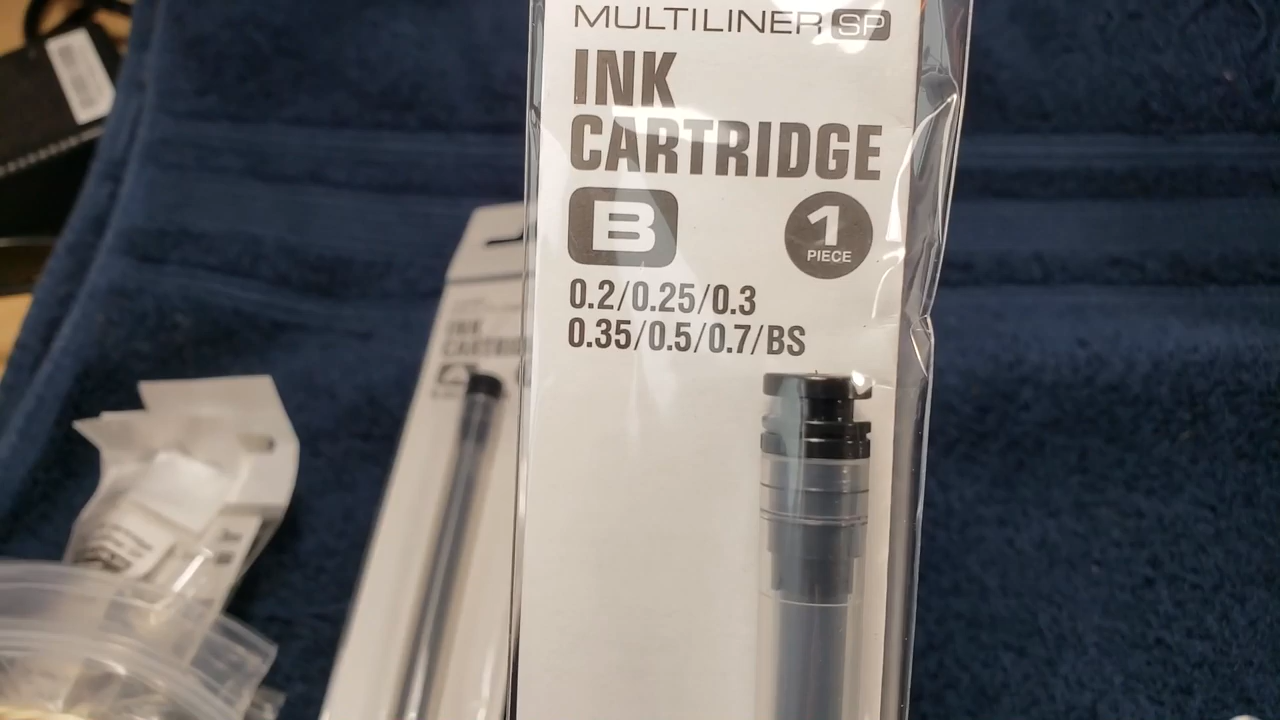 MULTILINER SP
INK
CARTRIDGE
B
1
PIECE
0.2/0.25/0.3
0.35/0.5/0.7/BS
INK
CARTRID
A